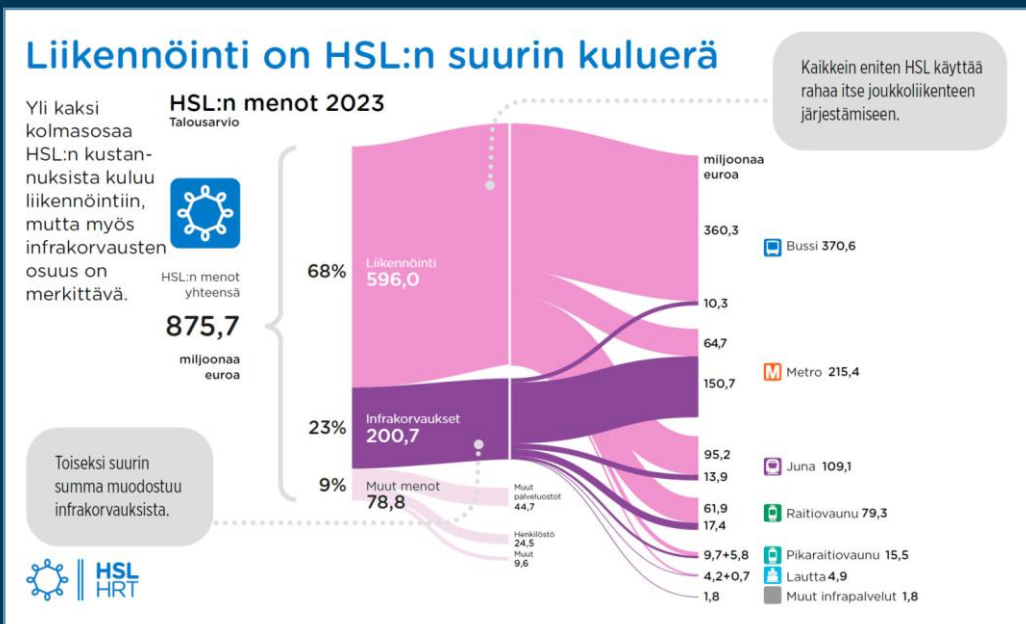 Liikennöinti on HSL:n suurin kuluerä
Kaikkein eniten HSL käyttää
rahaa itse joukkoliikenteen
järjestämiseen.
Yli kaksi
kolmasosaa
HSL:n kustan-
nuksista kuluu
liikennöintiin,
mutta myös
infrakorvausten
osuus on
merkittävä.
HSL:n menot 2023
Talousarvio
HSL:n menot
yhteensä
875,7
miljoonaa
euroa
68%
Liikennöinti
596,0
23%
Infrakorvaukset
200,7
9%
Muut menot
78,8
Muut
palveluostot
44,7
Henkilöstö
24,5
Muut
9,6
miljoonaa
euroa
360,3
Bussi 370,6
10,3
64,7
M Metro 215,4
150,7
95,2
Juna 109,1
13,9
61,9
Raitiovaunu 79,3
17,4
9,7+5,8
Pikaraitiovaunu 15,5
4,2+0,7
Lautta 4,9
1,8
Muut infrapalvelut 1,8
Toiseksi suurin
summa muodostuu
infrakorvauksista.
HSL
HRT